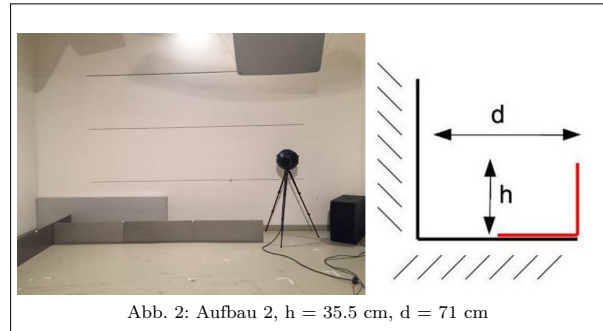 d
h
Abb. 2: Aufbau 2, h = 35.5 cm, d = 71 cm